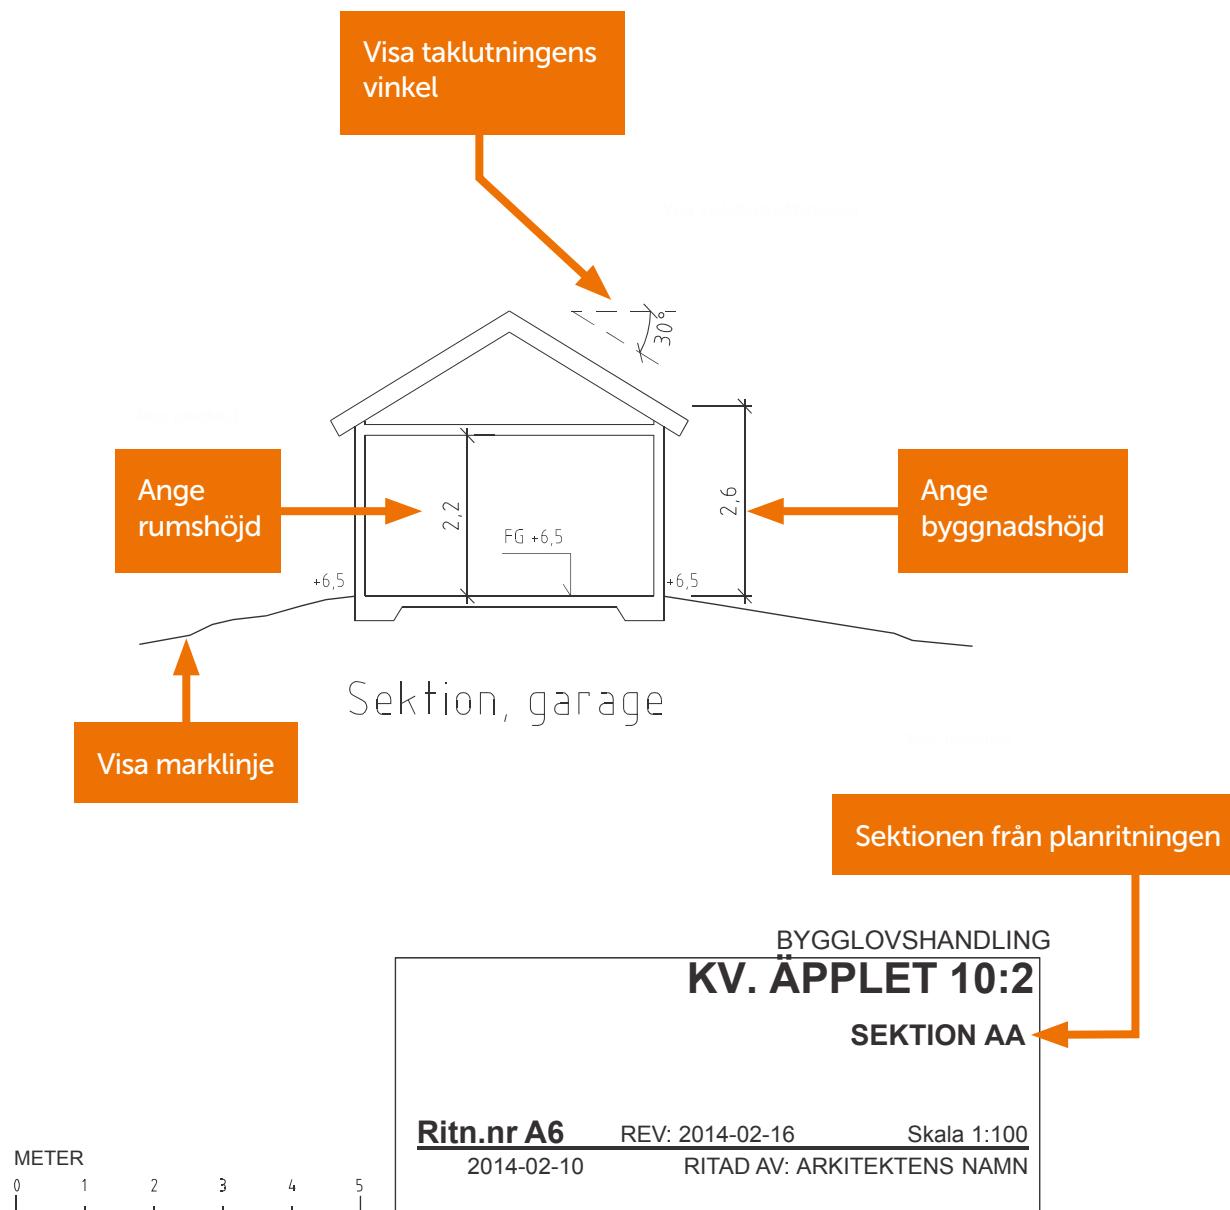 Visa taklutningens
vinkel
30°
Ange
rumshöjd
2,2
FG +6,5
2,6
Ange
byggnadshöjd
+6,5
+6,5
Sektion, garage
Visa marklinje
Sektionen från planritningen
BYGGLOVSHANDLING
KV. ÄPPLET 10:2
SEKTION AA
Ritn.nr A6 REV: 2014-02-16 Skala 1:100
2014-02-10 RITAD AV: ARKITEKTENS NAMN
METER
0 1 2 3 4 5